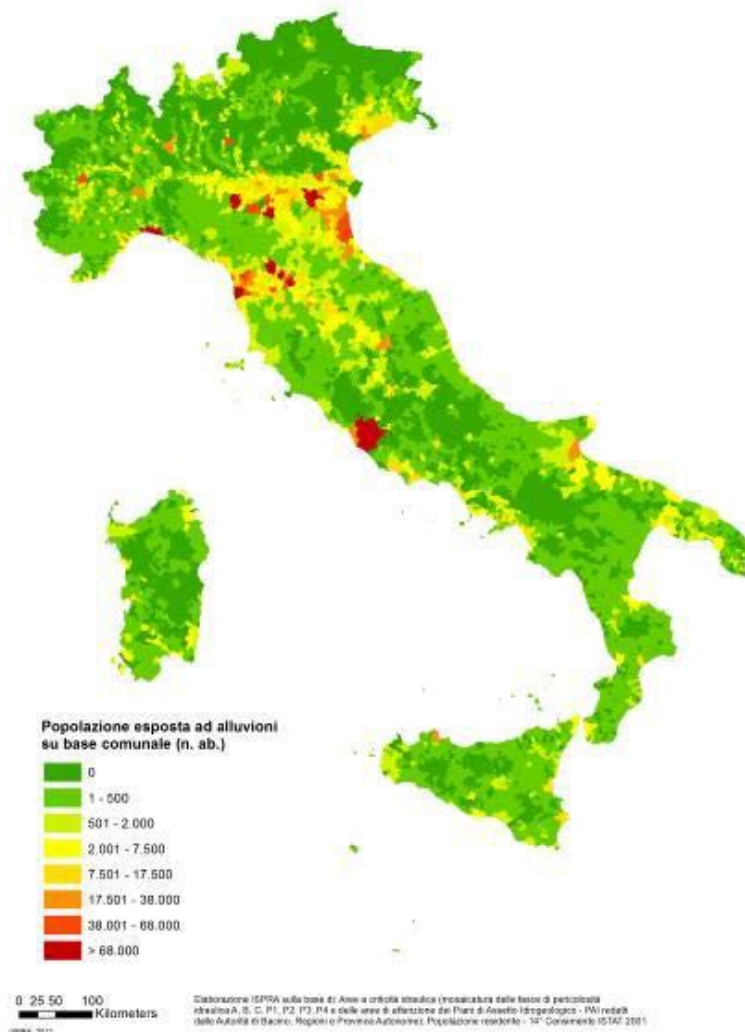 Popolazione esposta ad alluvioni
su base comunale (n. ab.)
0
1 - 500
501 - 2.000
2.001 - 7.500
7.501 - 17.500
17.501 - 38.000
38.001 - 68.000
> 68.000
0 25 50 100
Kilometers
Elaborazione ISPRA sulla base di: Aree a criticità idraulica (mosaicatura delle fasce di pericolosità
idraulica A, B, C, P1, P2, P3, P4 e delle aree di attenzione dei Piani di Assetto Idrogeologico - PAI redatti
dalle Autorità di Bacino, Regioni e Province Autonome); Popolazione residente - 14° Censimento ISTAT 2001